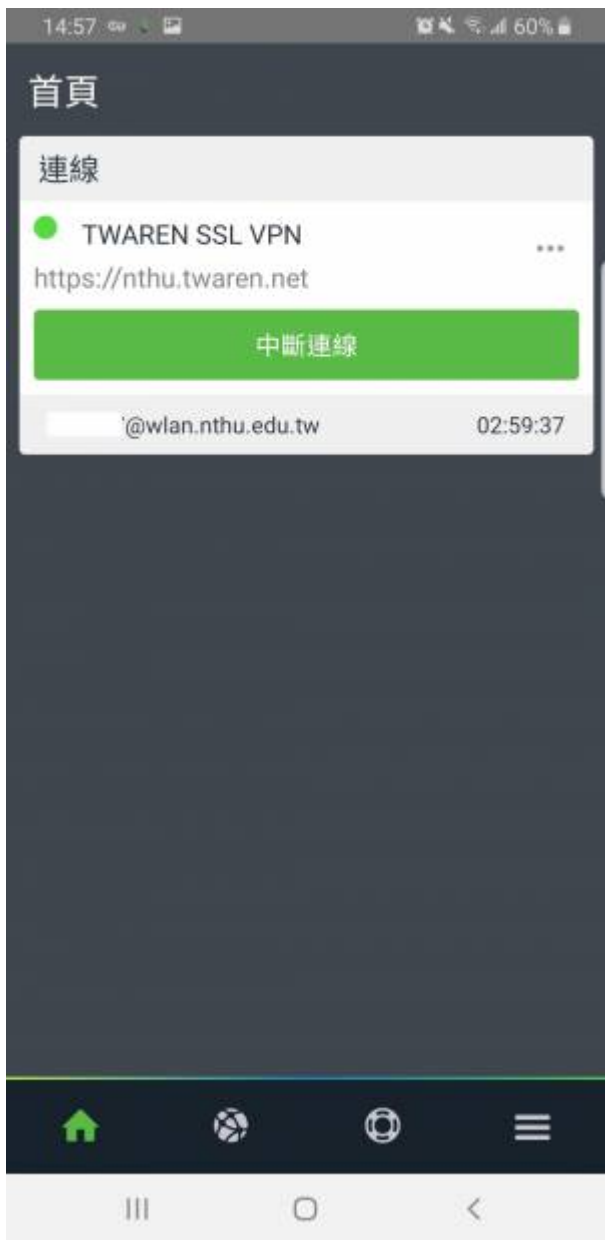 14:57
60%
首頁
連線
TWAREN SSL VPN
https://nthu.twaren.net
中斷連線
@wlan.nthu.edu.tw
02:59:37